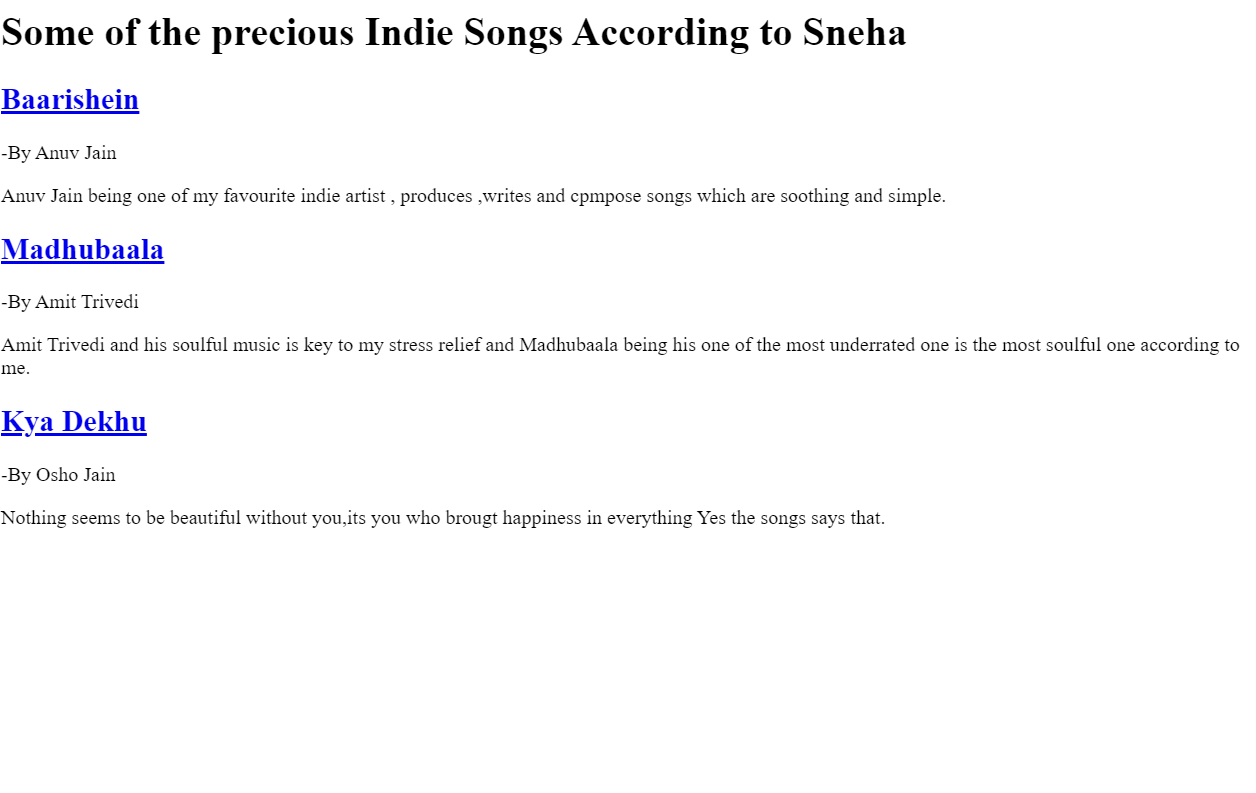 Some of the precious Indie Songs According to Sneha
Baarishein
-By Anuv Jain
Anuv Jain being one of my favourite indie artist , produces ,writes and cpmpose songs which are soothing and simple.
Madhubaala
-By Amit Trivedi
Amit Trivedi and his soulful music is key to my stress relief and Madhubaala being his one of the most underrated one is the most soulful one according to
me.
Kya Dekhu
-By Osho Jain
Nothing seems to be beautiful without you,its you who brougt happiness in everything Yes the songs says that.